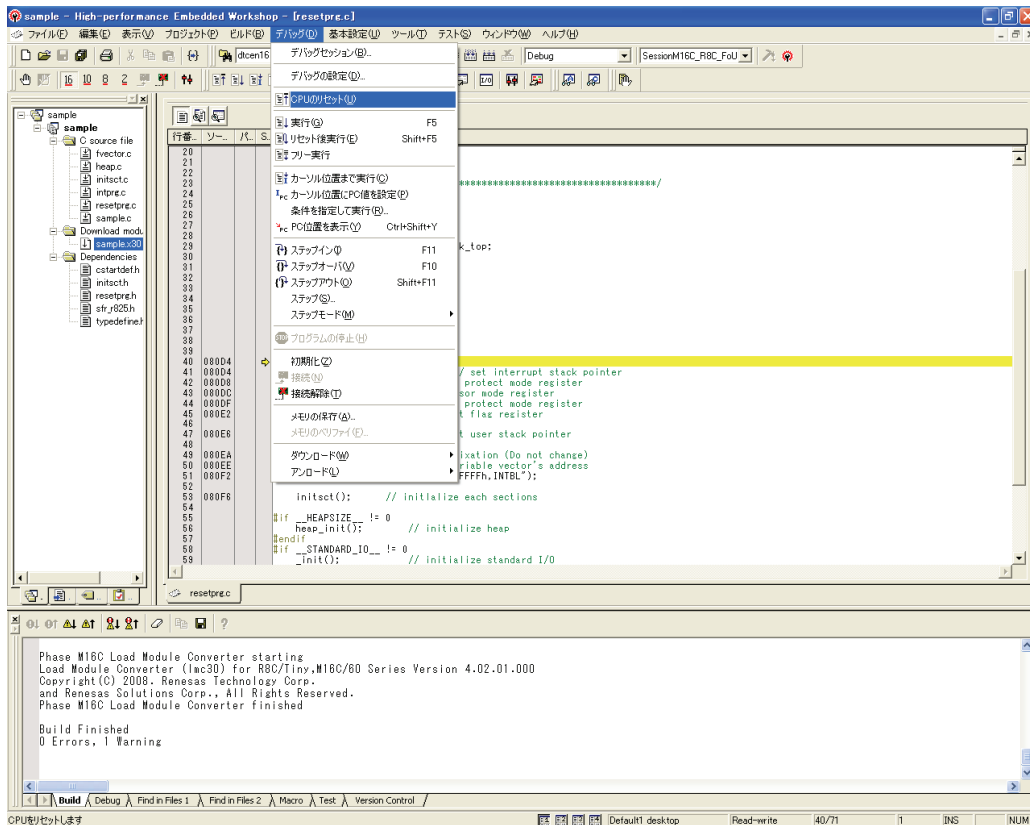 sample - High-performance Embedded Workshop - [resetprg.c]
ファイル(F) 編集(E) 表示(V) プロジェクト(P) ビルド(B) デバッグ(D) 基本設定(U) ツール(T) テスト(S) ウィンドウ(W) ヘルプ(H)
dtcen16
Debug
SessionM16C_R8C_FoU
16 10 8 2
デバッグセッション(B)...
デバッグの設定(D)...
CPUのリセット(U)
実行(G) F5
リセット後実行(E) Shift+F5
フリー実行
カーソル位置まで実行(C)
カーソル位置にPC値を設定(P)
条件を指定して実行(R)...
PC位置を表示(Y) Ctrl+Shift+Y
ステップイン(I) F11
ステップオーバ(V) F10
ステップアウト(O) Shift+F11
ステップ(S)...
ステップモード(M)
プログラムの停止(H)
初期化(Z)
接続(N)
接続解除(T)
メモリの保存(A)...
メモリのベリファイ(F)...
ダウンロード(W)
アンロード(L)
sample
sample
C source file
fvector.c
heap.c
initsct.c
intprg.c
resetprg.c
sample.c
Download modu
sample.x30
Dependencies
cstartdef.h
initsct.h
resetprg.h
sfr_r825.h
typedefine.h
行番... ソー... パ... S...
20
21
22
23 ***********************************/
24
25
26
27
28
29 k_top;
30
31
32
33
34
35
36
37
38
39
40 080D4
41 080D4 / set interrupt stack pointer
42 080D8 protect mode register
43 080DC sor mode register
44 080DF protect mode register
45 080E2 t flag register
46
47 080E6 t user stack pointer
48
49 080EA ixation (Do not change)
50 080EE riable vector's address
51 080F2 FFFFh,INTBL");
52
53 080F6 initsct(); // initlalize each sections
54
55 #if __HEAPSIZE__ != 0
56 heap_init(); // initialize heap
57 #endif
58 #if __STANDARD_IO__ != 0
59 _init(); // initialize standard I/O
resetprg.c
Phase M16C Load Module Converter starting
Load Module Converter (lmc30) for R8C/Tiny,M16C/60 Series Version 4.02.01.000
Copyright(C) 2008. Renesas Technology Corp.
and Renesas Solutions Corp., All Rights Reserved.
Phase M16C Load Module Converter finished
Build Finished
0 Errors, 1 Warning
Build Debug Find in Files 1 Find in Files 2 Macro Test Version Control
CPUをリセットします Default1 desktop Read-write 40/71 1 INS NUM